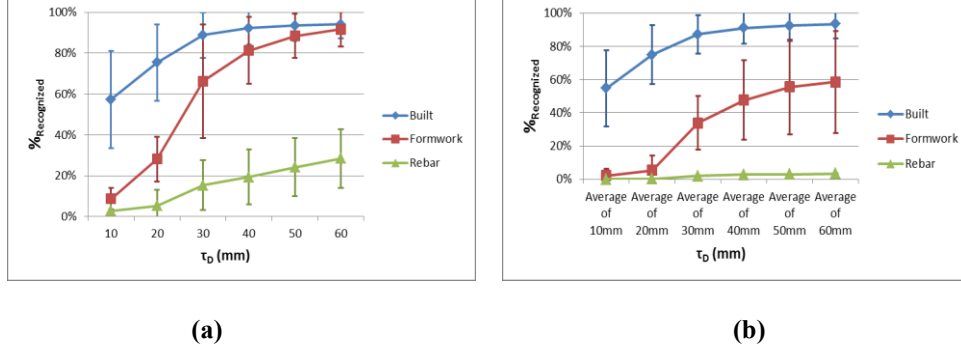 100%
80%
60%
40%
20%
0%
%Recognized
10 20 30 40 50 60
τD (mm)
Built
Formwork
Rebar
(a)
100%
80%
60%
40%
20%
0%
%Recognized
Average Average Average Average Average Average
of of of of of of
10mm 20mm 30mm 40mm 50mm 60mm
τD (mm)
Built
Formwork
Rebar
(b)